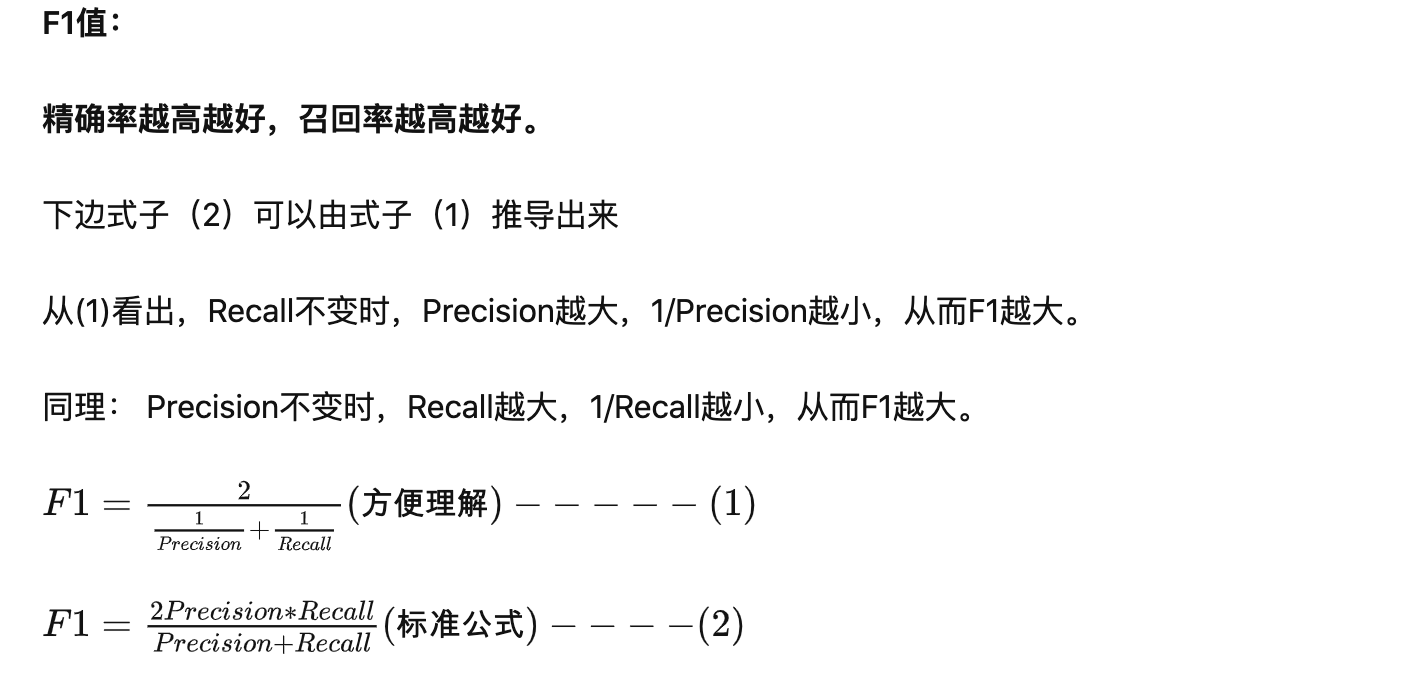 F1值：
精确率越高越好，召回率越高越好。
下边式子（2）可以由式子（1）推导出来
从(1)看出，Recall不变时，Precision越大，1/Precision越小，从而F1越大。
同理： Precision不变时，Recall越大，1/Recall越小，从而F1越大。
F1 = \frac{2}{\frac{1}{Precision}+\frac{1}{Recall}}(方便理解) − − − − − (1)
F1 = \frac{2Precision*Recall}{Precision+Recall}(标准公式) − − − −(2)